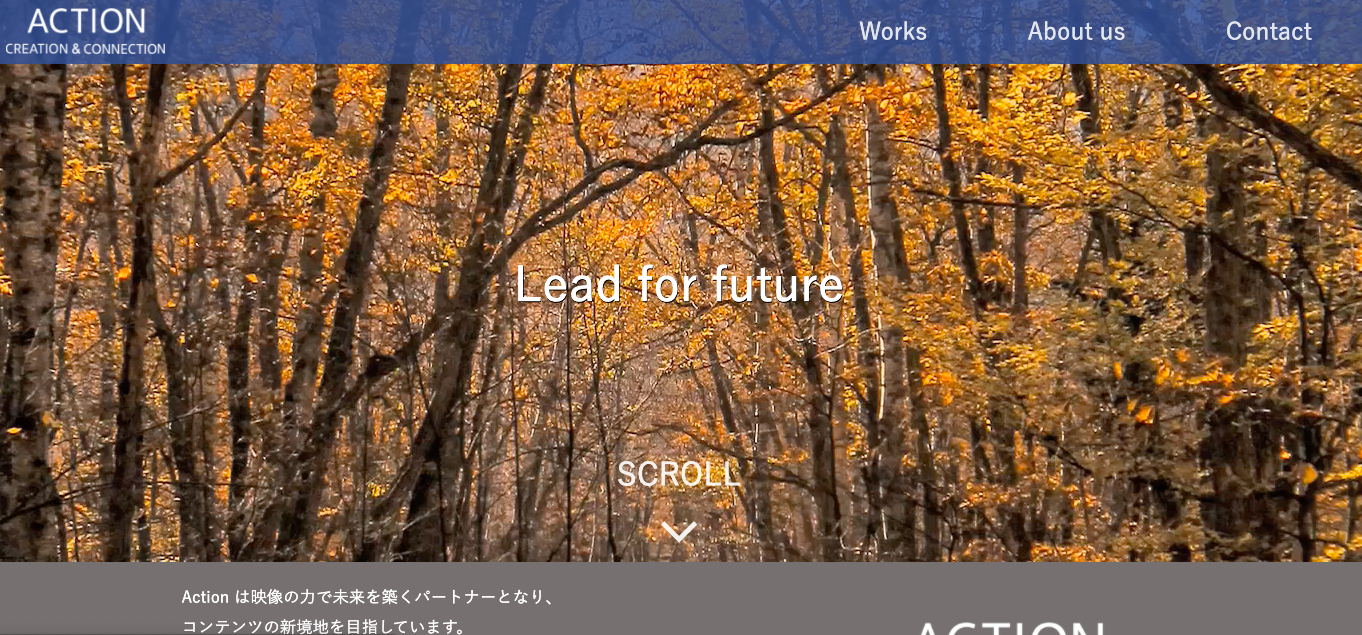 ACTION
CREATION & CONNECTION
Works
About us
Contact
Lead for future
SCROLL
Action は映像の力で未来を築くパートナーとなり、
コンテンツの新境地を目指しています。
ACTION